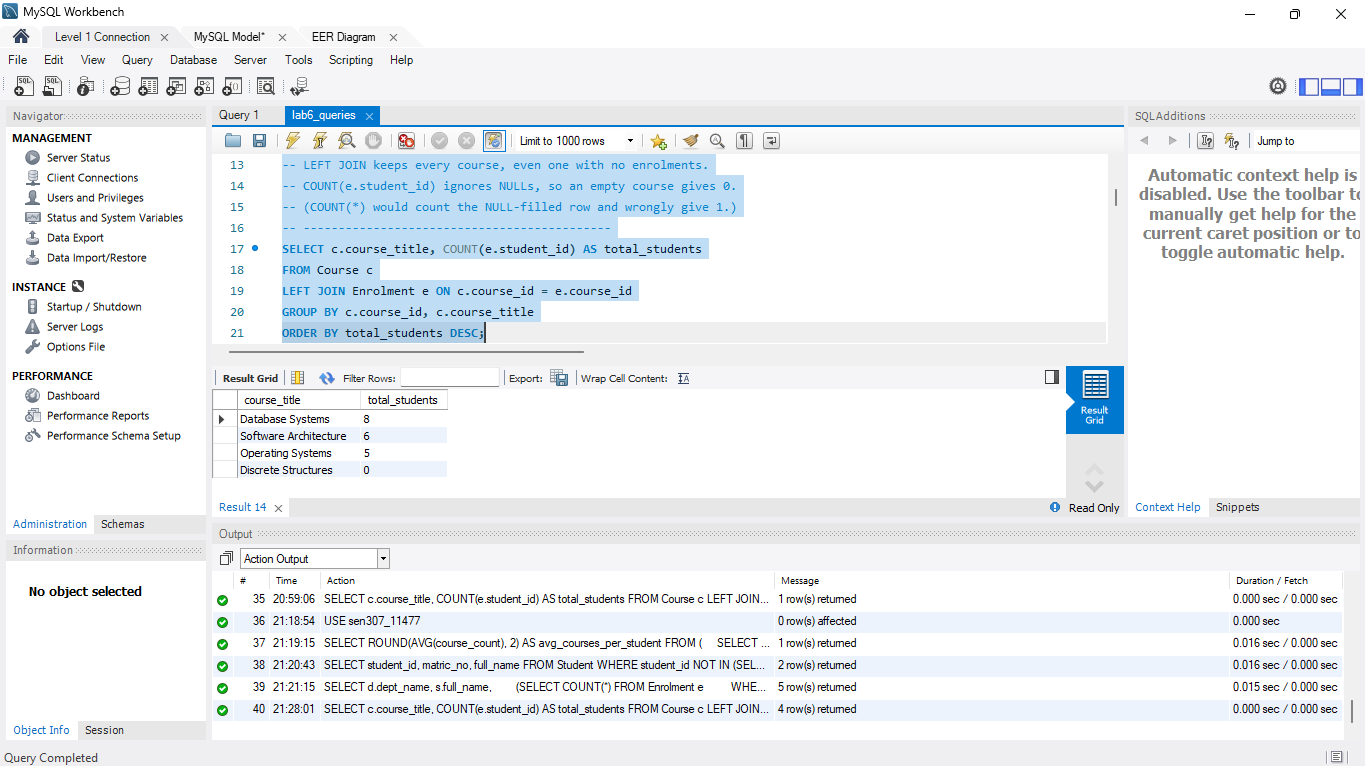 MySQL Workbench
Level 1 Connection
MySQL Model*
EER Diagram
File Edit View Query Database Server Tools Scripting Help
Navigator
MANAGEMENT
Server Status
Client Connections
Users and Privileges
Status and System Variables
Data Export
Data Import/Restore
INSTANCE
Startup / Shutdown
Server Logs
Options File
PERFORMANCE
Dashboard
Performance Reports
Performance Schema Setup
Administration Schemas
Information
No object selected
Object Info Session
Query 1
lab6_queries
Limit to 1000 rows
13 -- LEFT JOIN keeps every course, even one with no enrolments.
14 -- COUNT(e.student_id) ignores NULLs, so an empty course gives 0.
15 -- (COUNT(*) would count the NULL-filled row and wrongly give 1.)
16 -- --------------------------------------------
17 SELECT c.course_title, COUNT(e.student_id) AS total_students
18 FROM Course c
19 LEFT JOIN Enrolment e ON c.course_id = e.course_id
20 GROUP BY c.course_id, c.course_title
21 ORDER BY total_students DESC;
Result Grid Filter Rows: Export: Wrap Cell Content: IA
course_title total_students
Database Systems 8
Software Architecture 6
Operating Systems 5
Discrete Structures 0
Result Grid
Result 14
Read Only
SQLAdditions
Jump to
Automatic context help is
disabled. Use the toolbar to
manually get help for the
current caret position or to
toggle automatic help.
Context Help Snippets
Output
Action Output
# Time Action Message Duration / Fetch
35 20:59:06 SELECT c.course_title, COUNT(e.student_id) AS total_students FROM Course c LEFT JOIN... 1 row(s) returned 0.000 sec / 0.000 sec
36 21:18:54 USE sen307_11477 0 row(s) affected 0.000 sec
37 21:19:15 SELECT ROUND(AVG(course_count), 2) AS avg_courses_per_student FROM ( SELECT ... 1 row(s) returned 0.016 sec / 0.000 sec
38 21:20:43 SELECT student_id, matric_no, full_name FROM Student WHERE student_id NOT IN (SEL... 2 row(s) returned 0.016 sec / 0.000 sec
39 21:21:15 SELECT d.dept_name, s.full_name, (SELECT COUNT(*) FROM Enrolment e WHE... 5 row(s) returned 0.015 sec / 0.000 sec
40 21:28:01 SELECT c.course_title, COUNT(e.student_id) AS total_students FROM Course c LEFT JOIN... 4 row(s) returned 0.000 sec / 0.000 sec
Query Completed